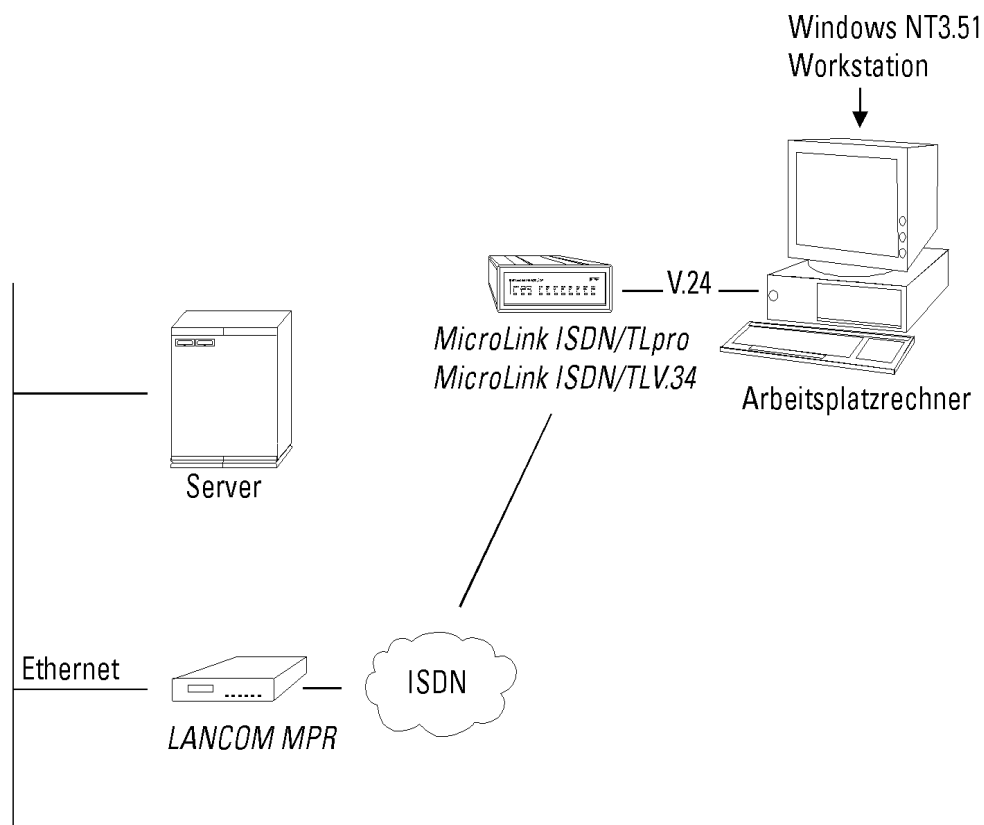 Windows NT3.51
Workstation
V.24
MicroLink ISDN/TLpro
MicroLink ISDN/TLV.34
Arbeitsplatzrechner
Server
Ethernet
ISDN
LANCOM MPR